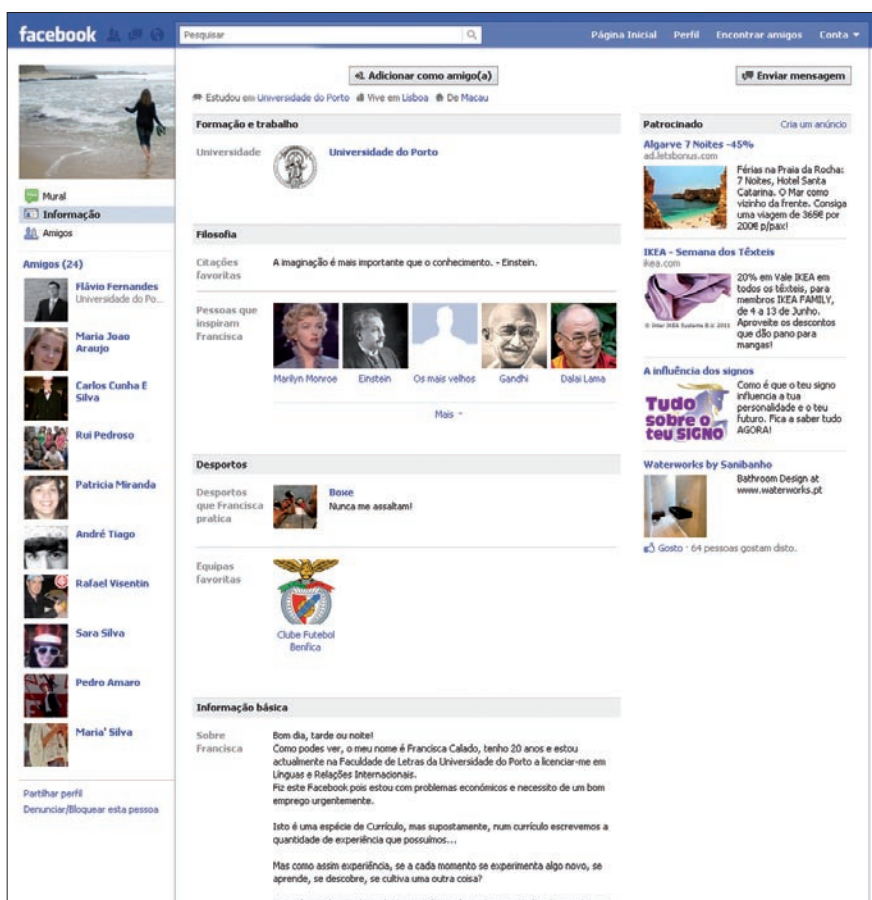 facebook
Pesquisar
Página Inicial Perfil Encontrar amigos Conta
Adicionar como amigo(a)
Enviar mensagem
Estudou em Universidade do Porto Vive em Lisboa De Macau
Mural
Informação
Amigos
Amigos (24)
Flávio Fernandes
Universidade do Po...
Maria Joao
Araujo
Carlos Cunha E
Silva
Rui Pedroso
Patricia Miranda
André Tiago
Rafael Visentin
Sara Silva
Pedro Amaro
Maria' Silva
Partilhar perfil
Denunciar/Bloquear esta pessoa
Formação e trabalho
Universidade
Universidade do Porto
Filosofia
Citações
favoritas
A imaginação é mais importante que o conhecimento. - Einstein.
Pessoas que
inspiram
Francisca
Marilyn Monroe Einstein Os mais velhos Gandhi Dalai Lama
Mais
Desportos
Desportos
que Francisca
pratica
Boxe
Nunca me assaltam!
Equipas
favoritas
Clube Futebol
Benfica
Informação básica
Sobre
Francisca
Bom dia, tarde ou noite!
Como podes ver, o meu nome é Francisca Calado, tenho 20 anos e estou
actualmente na Faculdade de Letras da Universidade do Porto a licenciar-me em
Línguas e Relações Internacionais.
Fiz este Facebook pois estou com problemas económicos e necessito de um bom
emprego urgentemente.
Isto é uma espécie de Currículo, mas supostamente, num currículo escrevemos a
quantidade de experiência que possuímos...
Mas como assim experiência, se a cada momento se experimenta algo novo, se
aprende, se descobre, se cultiva uma outra coisa?
Patrocinado Cria um anúncio
Algarve 7 Noites -45%
ad.letsbonus.com
Férias na Praia da Rocha:
7 Noites, Hotel Santa
Catarina. O Mar como
vizinho da frente. Consiga
uma viagem de 365€ por
200€ p/pax!
IKEA - Semana dos Têxteis
ikea.com
20% em Vale IKEA em
todos os têxteis, para
membros IKEA FAMILY,
de 4 a 13 de Junho.
Aproveite os descontos
que dão pano para
mangas!
© Inter IKEA Systems B.V. 2011
A influência dos signos
Tudo
sobre o
teu SIGNO
Como é que o teu signo
influencia a tua
personalidade e o teu
futuro. Fica a saber tudo
AGORA!
Waterworks by Sanibanho
Bathroom Design at
www.waterworks.pt
Gosto · 64 pessoas gostam disto.